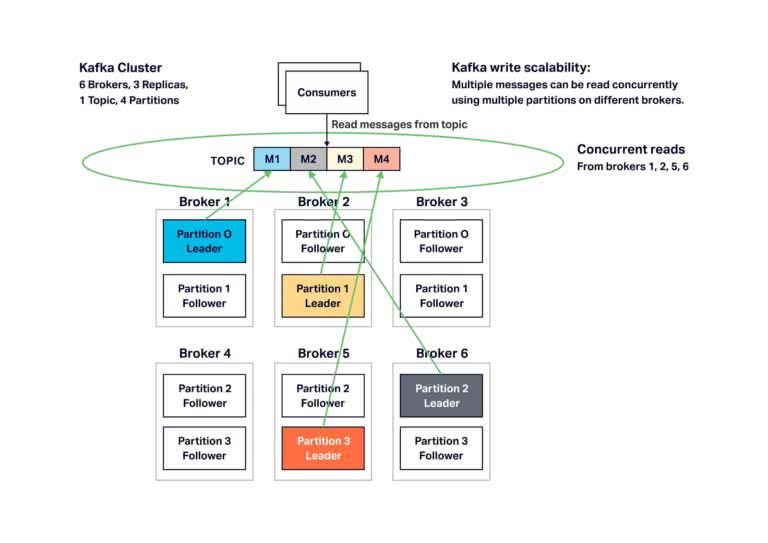 Kafka Cluster
6 Brokers, 3 Replicas,
1 Topic, 4 Partitions
Consumers
Kafka write scalability:
Multiple messages can be read concurrently
using multiple partitions on different brokers.
Read messages from topic
TOPIC
M1
M2
M3
M4
Concurrent reads
From brokers 1, 2, 5, 6
Broker 1
Broker 2
Broker 3
Partition 0
Leader
Partition 0
Follower
Partition 0
Follower
Partition 1
Follower
Partition 1
Leader
Partition 1
Follower
Broker 4
Broker 5
Broker 6
Partition 2
Follower
Partition 2
Follower
Partition 2
Leader
Partition 3
Follower
Partition 3
Leader
Partition 3
Follower